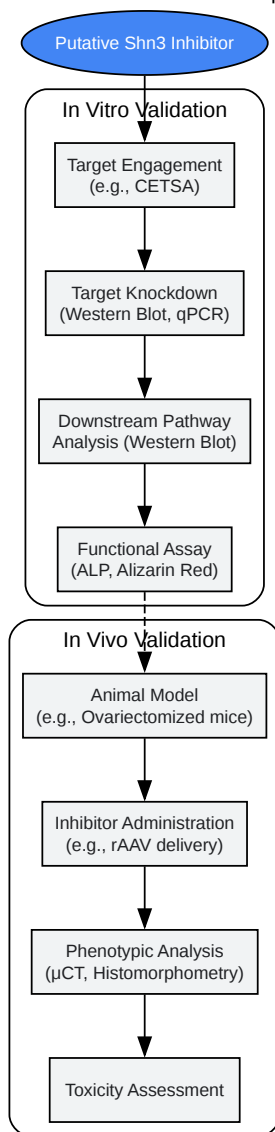 Putative Shn3 Inhibitor
In Vitro Validation
Target Engagement
(e.g., CETSA)
Target Knockdown
(Western Blot, qPCR)
Downstream Pathway
Analysis (Western Blot)
Functional Assay
(ALP, Alizarin Red)
In Vivo Validation
Animal Model
(e.g., Ovariectomized mice)
Inhibitor Administration
(e.g., rAAV delivery)
Phenotypic Analysis
(μCT, Histomorphometry)
Toxicity Assessment